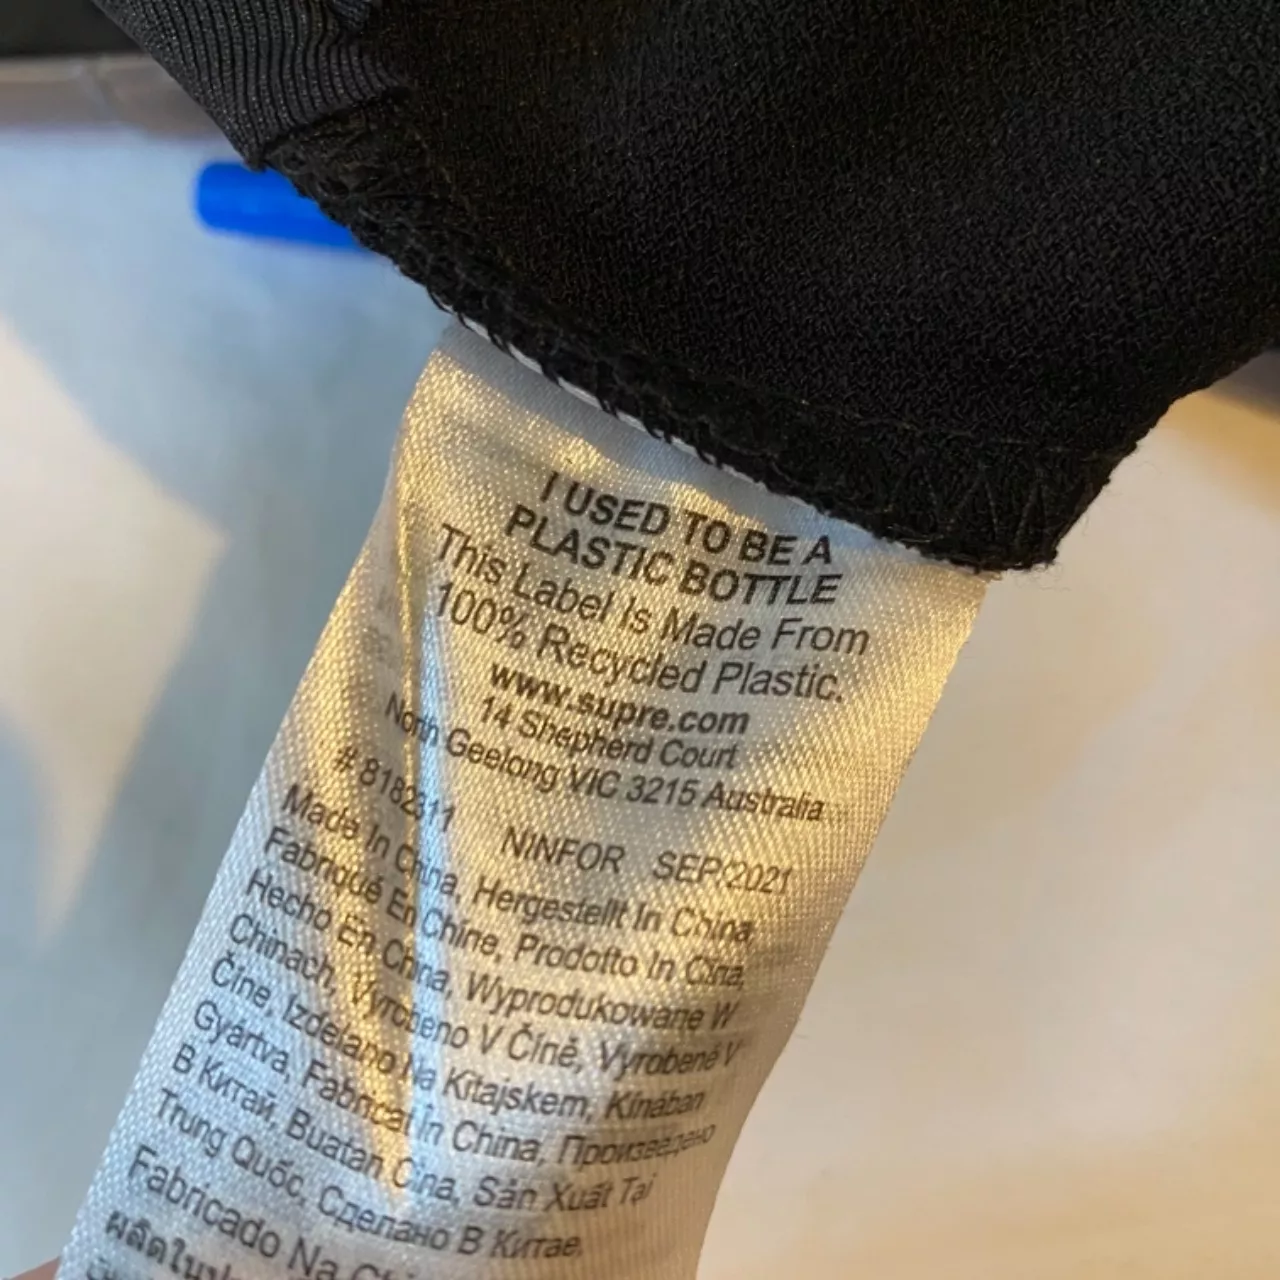 I USED TO BE A
PLASTIC BOTTLE
This Label Is Made From
100% Recycled Plastic.
www.supre.com
14 Shepherd Court
North Geelong VIC 3215 Australia
# 8182311 NINFOR SEP/2021
Made In China, Hergestellt In China
Fabriqué En Chine, Prodotto In Cina,
Hecho En China, Wyprodukowane W
Chinach, Vyrobeno V Číně, Vyrobené V
Číne, Izdelano Na Kitajskem, Kínában
Gyártva, Fabricat În China, Произведено
В Китай, Buatan Cina, Sản Xuất Tại
Trung Quốc, Сделано В Китае,
Fabricado Na